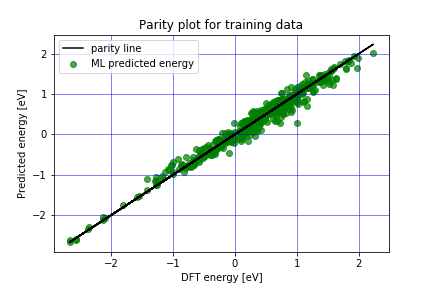 Parity plot for training data
parity line
ML predicted energy
Predicted energy [eV]
2
1
0
−1
−2
−2 −1 0 1 2
DFT energy [eV]